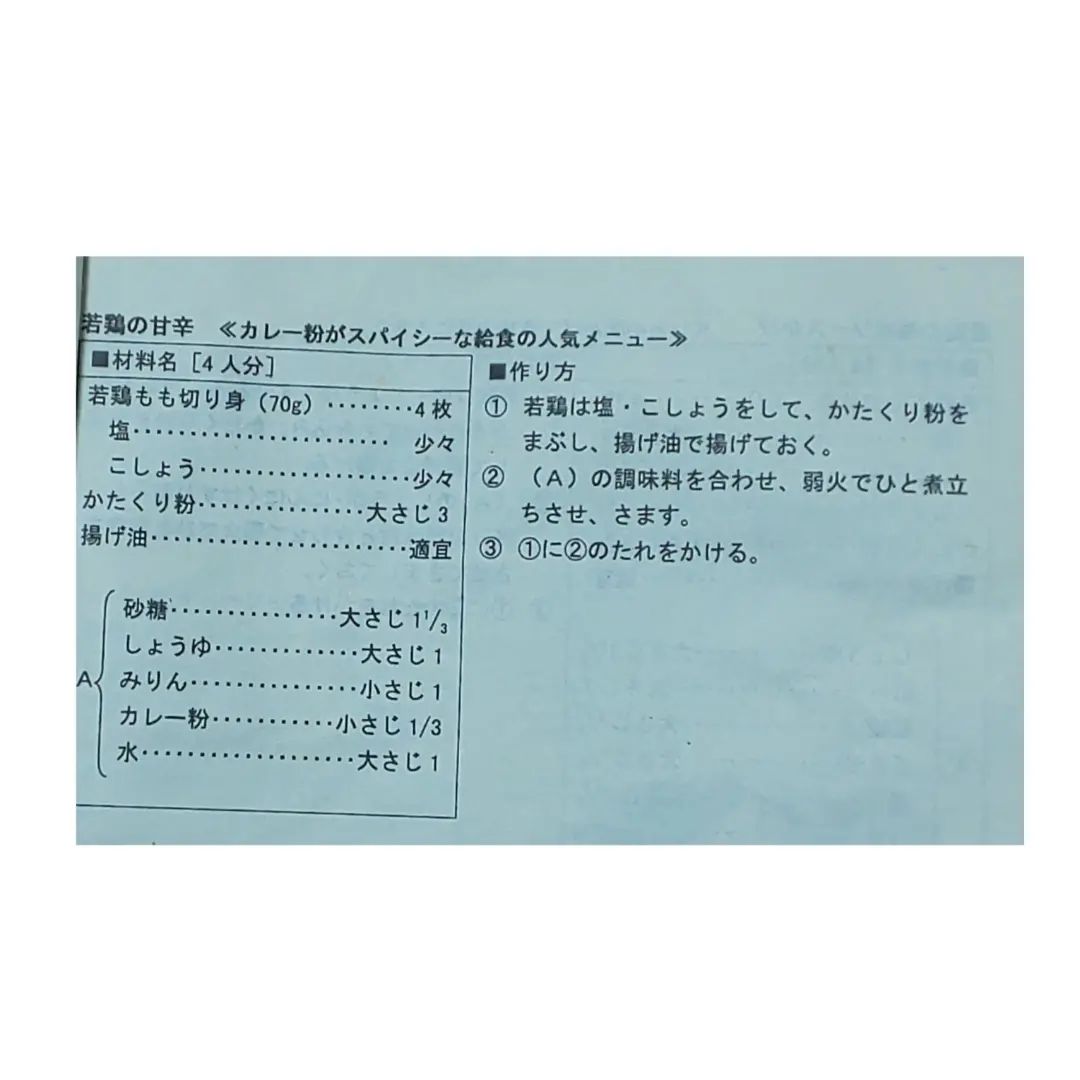 若鶏の甘辛 ≪カレー粉がスパイシーな給食の人気メニュー≫
■材料名［4人分］
若鶏もも切り身（70g）････････4枚
塩･･････････････････････ 少々
こしょう･･････････････････少々
かたくり粉･･････････････大さじ3
揚げ油･･････････････････････適宜
A
砂糖･･･････････････大さじ1 1/3
しょうゆ･････････････大さじ1
みりん･･･････････････小さじ1
カレー粉･･･････････小さじ1/3
水･･･････････････････大さじ1
■作り方
① 若鶏は塩・こしょうをして、かたくり粉を
まぶし、揚げ油で揚げておく。
② （A）の調味料を合わせ、弱火でひと煮立
ちさせ、さます。
③ ①に②のたれをかける。